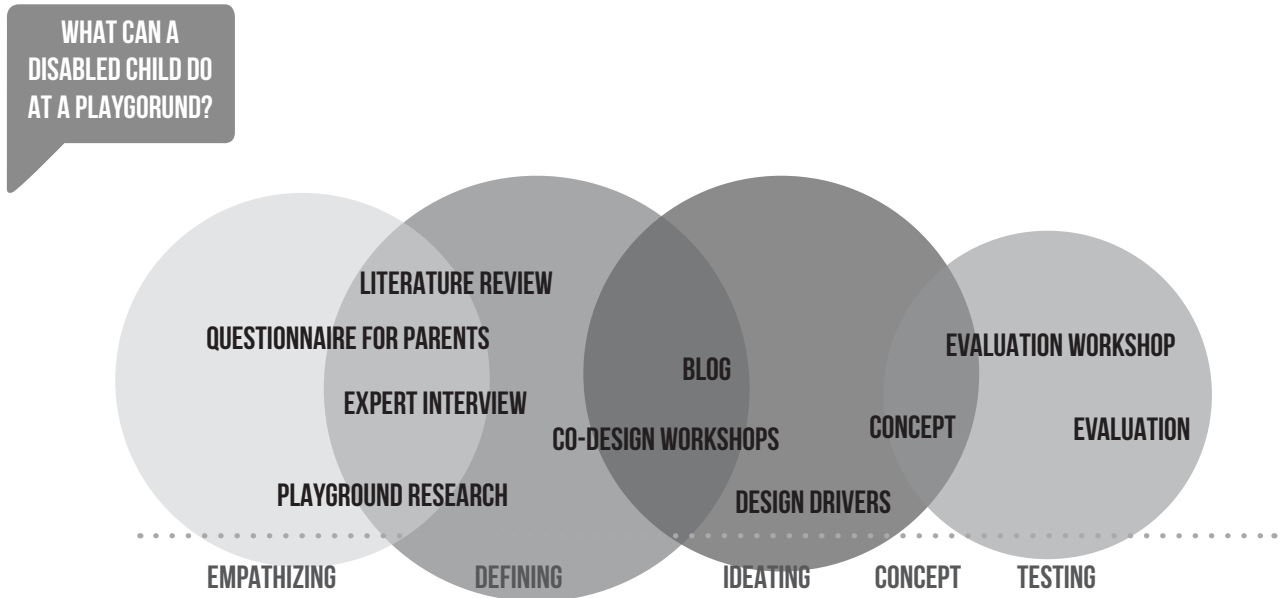 WHAT CAN A
DISABLED CHILD DO
AT A PLAYGORUND?
LITERATURE REVIEW
QUESTIONNAIRE FOR PARENTS
EXPERT INTERVIEW
PLAYGROUND RESEARCH
BLOG
CO-DESIGN WORKSHOPS
DESIGN DRIVERS
CONCEPT
EVALUATION WORKSHOP
EVALUATION
EMPATHIZING
DEFINING
IDEATING
CONCEPT
TESTING